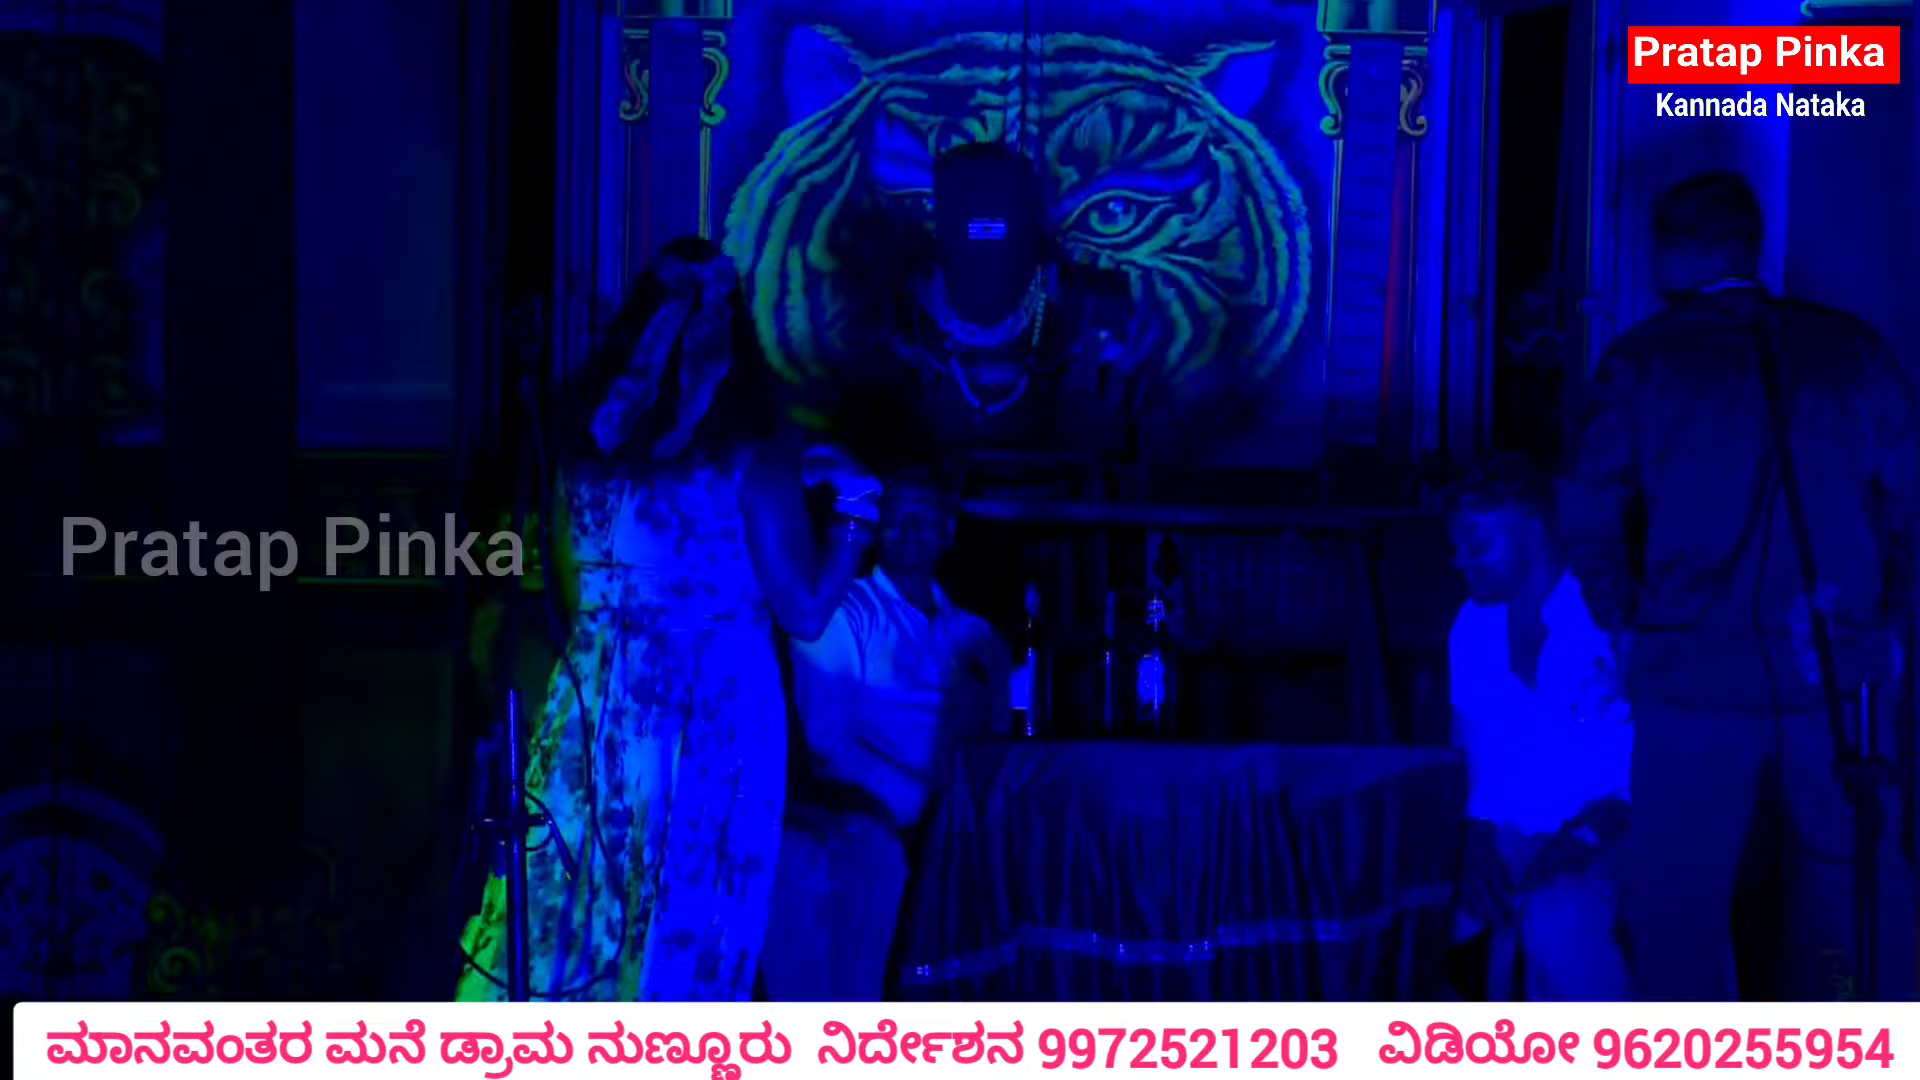 Pratap Pinka
Kannada Nataka
Pratap Pinka
ಮಾನವಂತರ ಮನೆ ಡ್ರಾಮ ನುಣ್ಣೂರು ನಿರ್ದೇಶನ 9972521203 ವಿಡಿಯೋ 9620255954